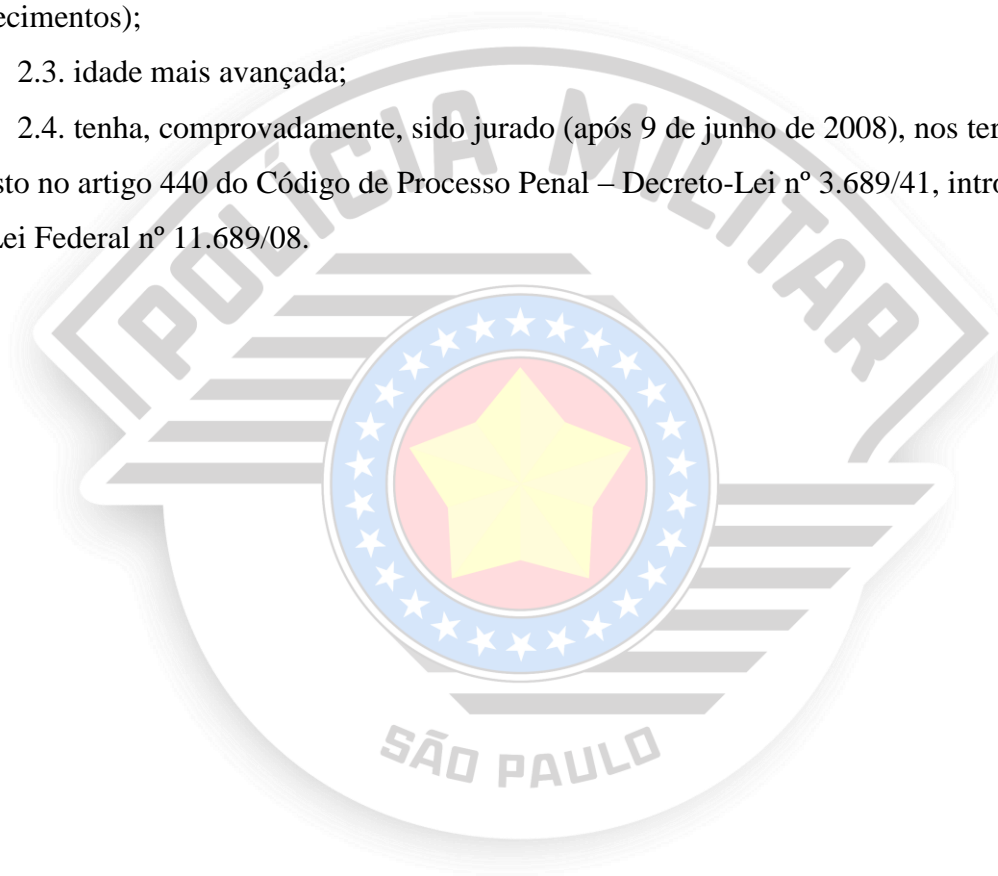 ecimentos);
2.3. idade mais avançada;
2.4. tenha, comprovadamente, sido jurado (após 9 de junho de 2008), nos ter
sto no artigo 440 do Código de Processo Penal – Decreto-Lei nº 3.689/41, intro
ei Federal nº 11.689/08.
POLÍCIA MILITAR
SÃO PAULO